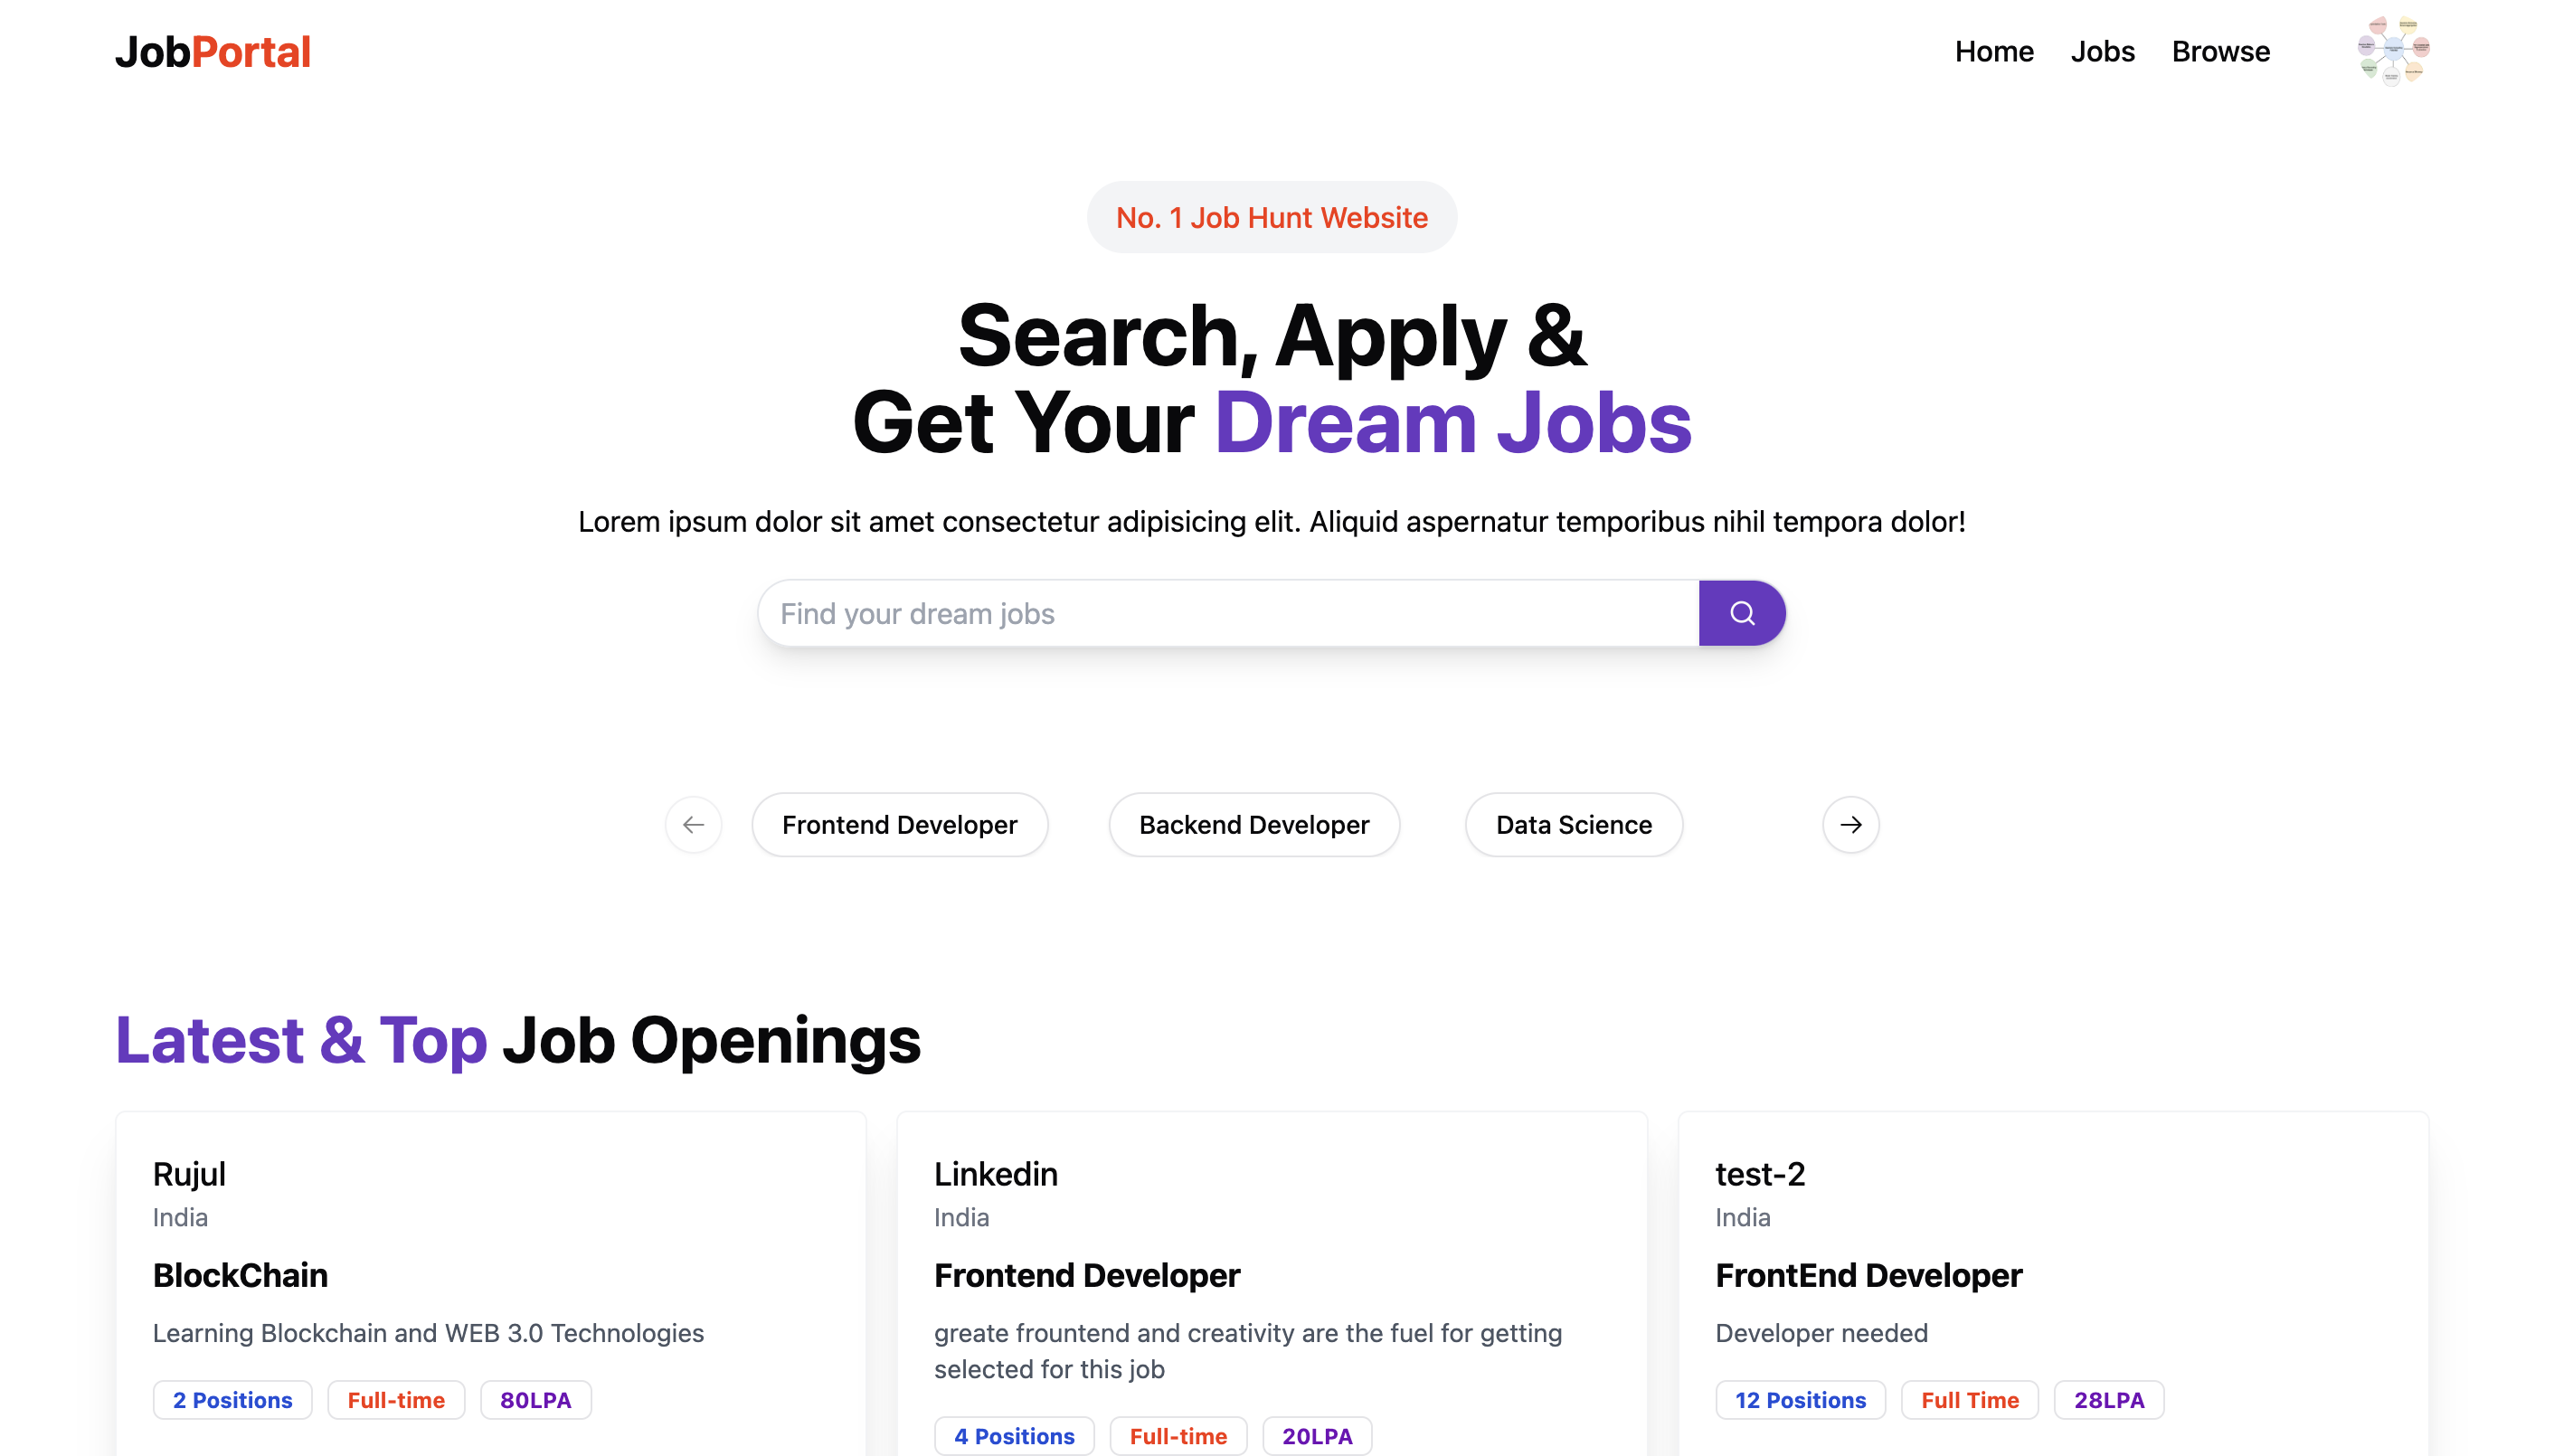 JobPortal
Home Jobs Browse
No. 1 Job Hunt Website
Search, Apply &
Get Your Dream Jobs
Lorem ipsum dolor sit amet consectetur adipisicing elit. Aliquid aspernatur temporibus nihil tempora dolor!
Find your dream jobs
Frontend Developer
Backend Developer
Data Science
Latest & Top Job Openings
Rujul
India
BlockChain
Learning Blockchain and WEB 3.0 Technologies
2 Positions Full-time 80LPA
Linkedin
India
Frontend Developer
greate frountend and creativity are the fuel for getting
selected for this job
4 Positions Full-time 20LPA
test-2
India
FrontEnd Developer
Developer needed
12 Positions Full Time 28LPA